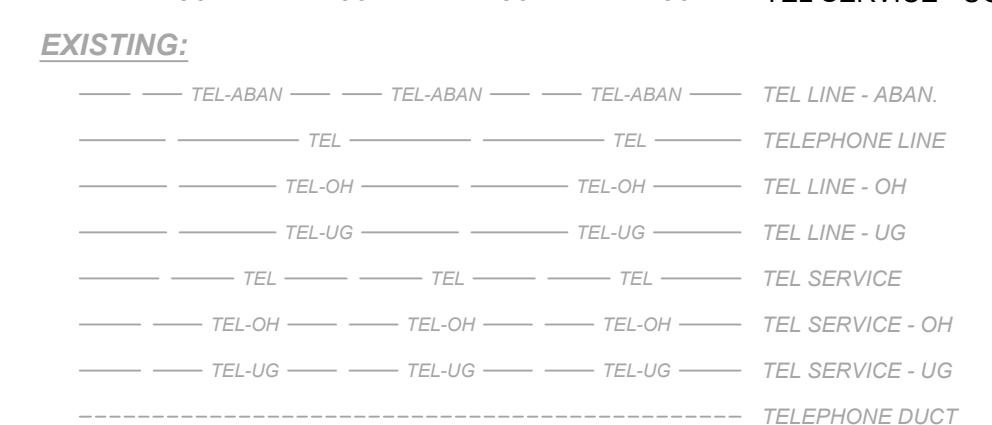 EXISTING:
TEL-ABAN TEL-ABAN TEL-ABAN TEL LINE - ABAN.
TEL TEL TELEPHONE LINE
TEL-OH TEL-OH TEL LINE - OH
TEL-UG TEL-UG TEL LINE - UG
TEL TEL TEL TEL SERVICE
TEL-OH TEL-OH TEL-OH TEL SERVICE - OH
TEL-UG TEL-UG TEL-UG TEL SERVICE - UG
TELEPHONE DUCT